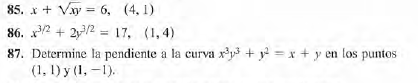 85. x + √xy = 6, (4, 1)
86. x^{3/2} + 2y^{3/2} = 17, (1, 4)
87. Determine la pendiente a la curva x³y³ + y² = x + y en los puntos
(1, 1) y (1, −1).